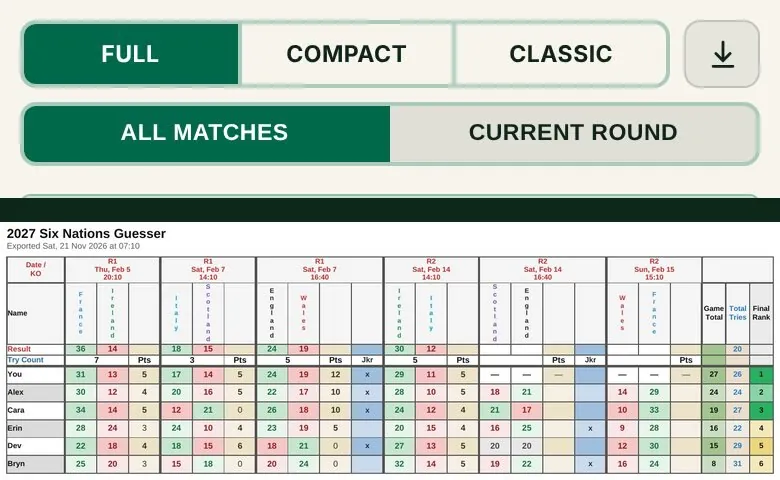 FULL COMPACT CLASSIC
ALL MATCHES CURRENT ROUND
2027 Six Nations Guesser
Exported Sat, 21 Nov 2026 at 07:10
Date / KO R1 Thu, Feb 5 20:10 R1 Sat, Feb 7 14:10 R1 Sat, Feb 7 16:40 R2 Sat, Feb 14 14:10 R2 Sat, Feb 14 16:40 R2 Sun, Feb 15 15:10
Name France Ireland Italy Scotland England Wales Ireland Italy Scotland England Wales France Game Total Total Tries Final Rank
Result 36 14 18 15 24 19 30 12 20
Try Count 7 Pts 3 Pts 5 Pts Jkr 5 Pts Pts Jkr Pts
You 31 13 5 17 14 5 24 19 12 x 29 11 5 — — — — — — 27 26 1
Alex 30 12 4 20 16 5 22 17 10 x 28 10 5 18 21 14 29 24 24 2
Cara 34 14 5 12 21 0 26 18 10 x 24 12 4 21 17 10 33 19 27 3
Erin 28 24 3 24 10 4 19 23 5 20 15 4 16 25 x 9 28 16 22 4
Dev 22 18 4 18 15 6 18 21 0 x 27 13 5 20 20 12 30 15 29 5
Bryn 25 20 3 15 18 0 20 24 0 32 14 5 19 22 x 16 24 8 31 6